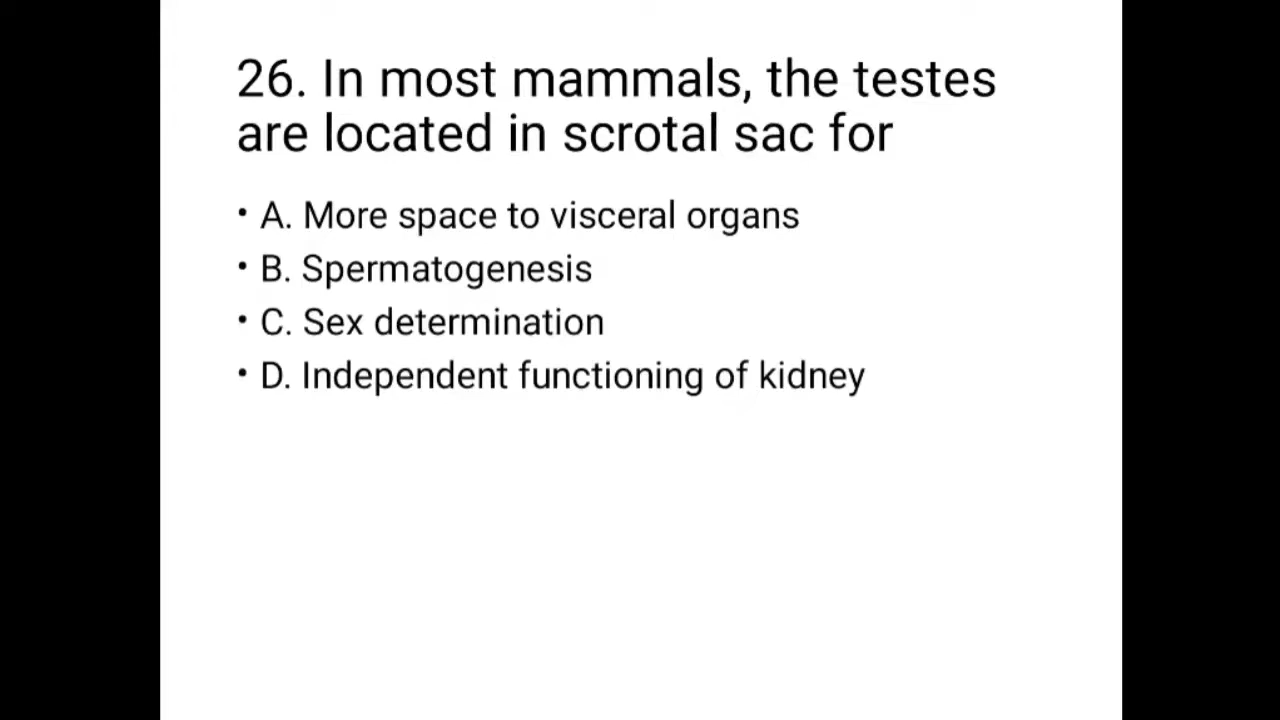 26. In most mammals, the testes
are located in scrotal sac for
• A. More space to visceral organs
• B. Spermatogenesis
• C. Sex determination
• D. Independent functioning of kidney